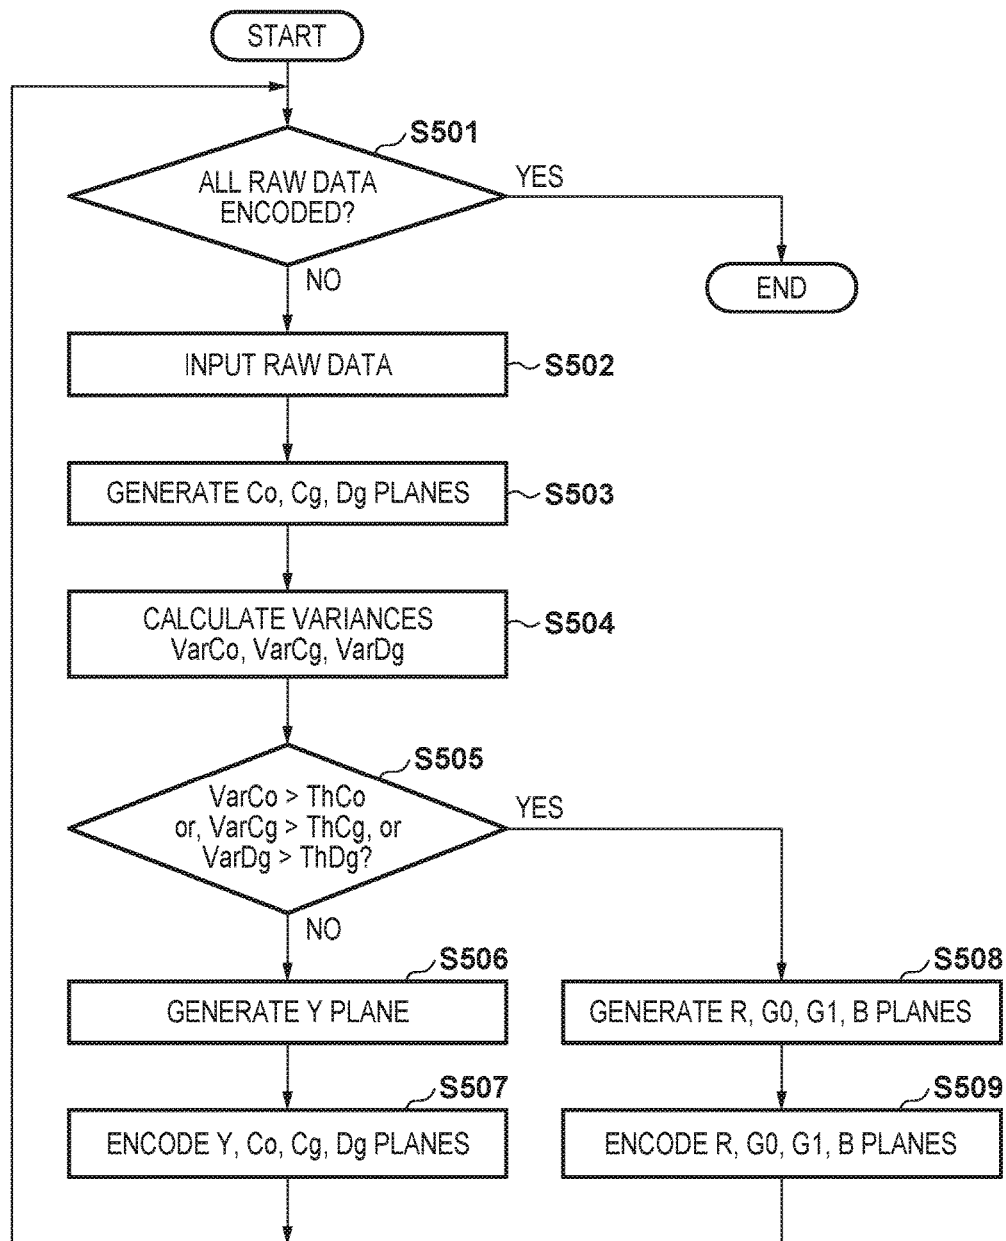 START
S501
ALL RAW DATA
ENCODED?
YES
NO
END
INPUT RAW DATA
S502
GENERATE Co, Cg, Dg PLANES
S503
CALCULATE VARIANCES
VarCo, VarCg, VarDg
S504
S505
VarCo > ThCo
or, VarCg > ThCg, or
VarDg > ThDg?
YES
NO
S506
GENERATE Y PLANE
S507
ENCODE Y, Co, Cg, Dg PLANES
S508
GENERATE R, G0, G1, B PLANES
S509
ENCODE R, G0, G1, B PLANES